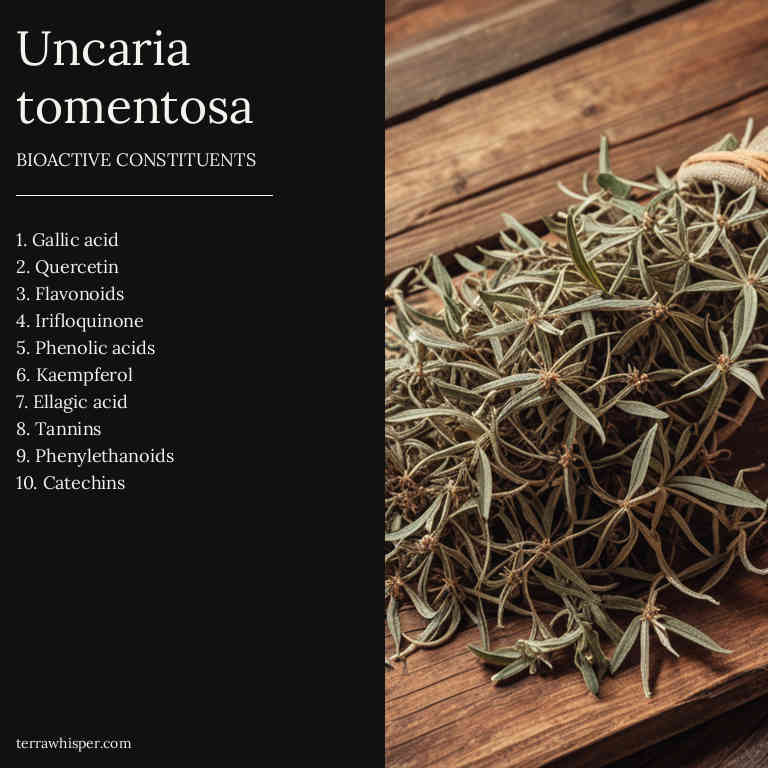 Uncaria
tomentosa
BIOACTIVE CONSTITUENTS
1. Gallic acid
2. Quercetin
3. Flavonoids
4. Irifloquinone
5. Phenolic acids
6. Kaempferol
7. Ellagic acid
8. Tannins
9. Phenylethanoids
10. Catechins
terrawhisper.com